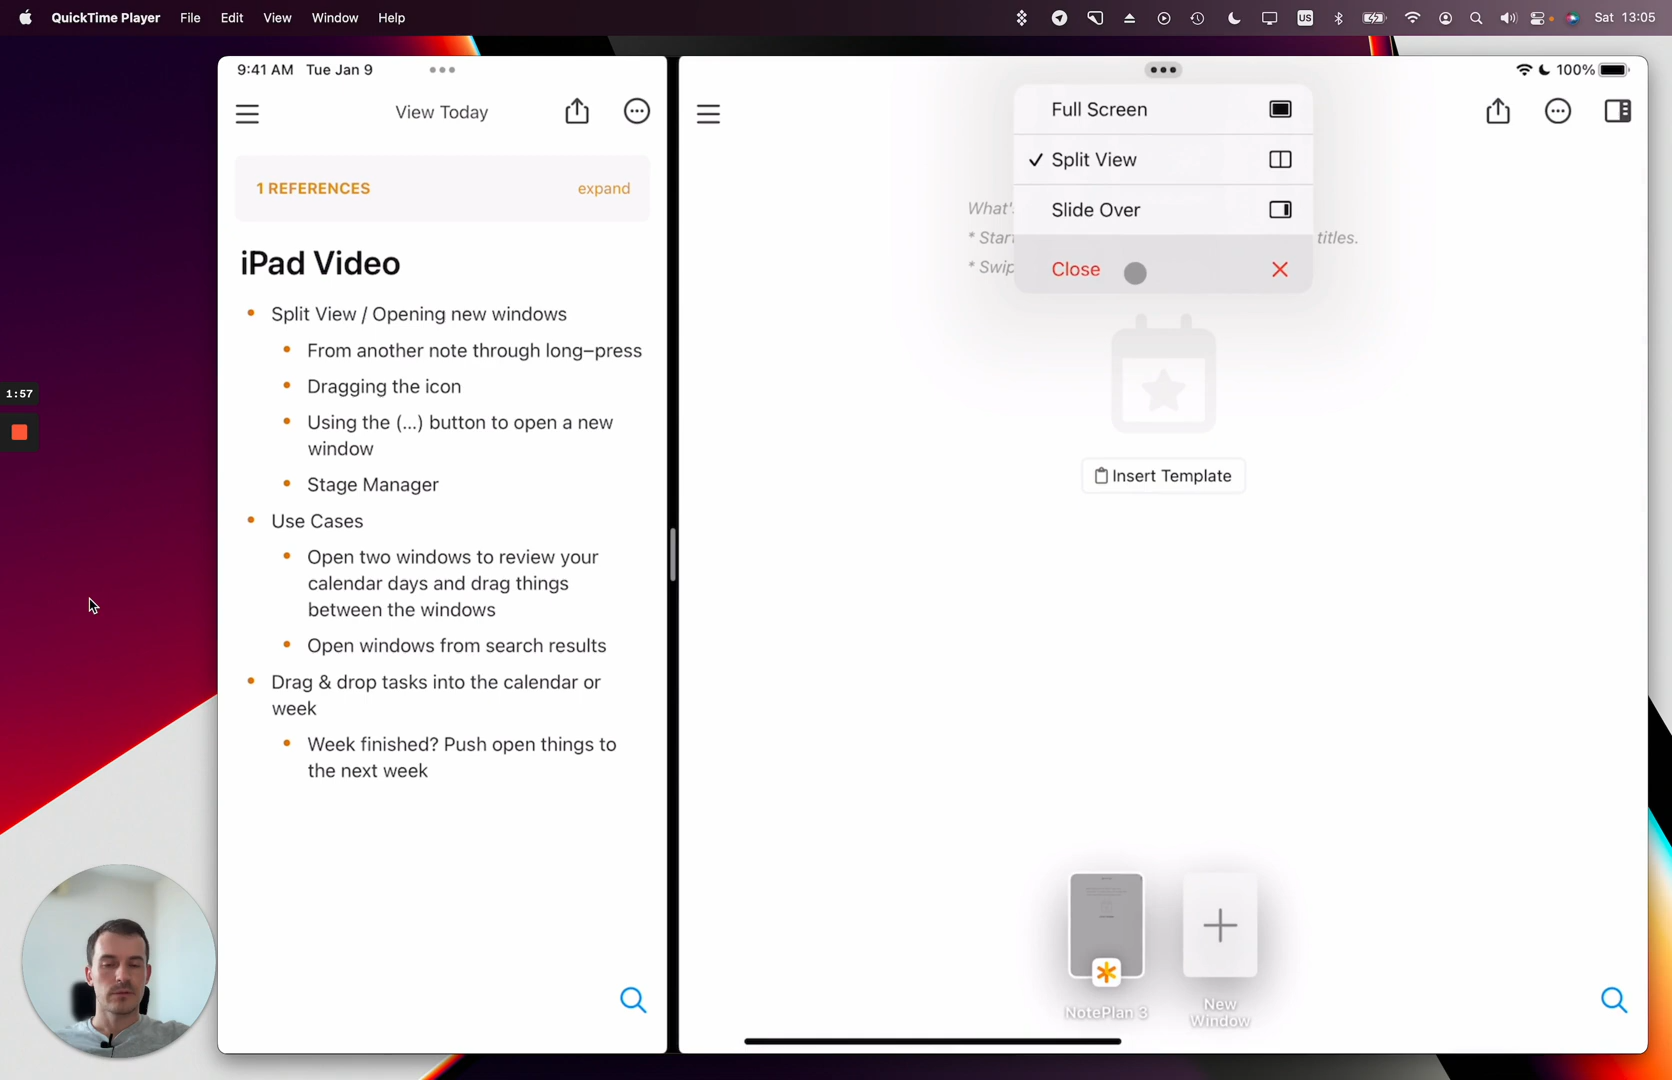 QuickTime Player File Edit View Window Help
US Sat 13:05
9:41 AM Tue Jan 9
100%
View Today
1 REFERENCES expand
iPad Video
• Split View / Opening new windows
• From another note through long–press
• Dragging the icon
• Using the (...) button to open a new
window
• Stage Manager
• Use Cases
• Open two windows to review your
calendar days and drag things
between the windows
• Open windows from search results
• Drag & drop tasks into the calendar or
week
• Week finished? Push open things to
the next week
1:57
Full Screen
✓ Split View
Slide Over
Close
What's
* Start
titles.
* Swip
Insert Template
NotePlan 3
New
Window